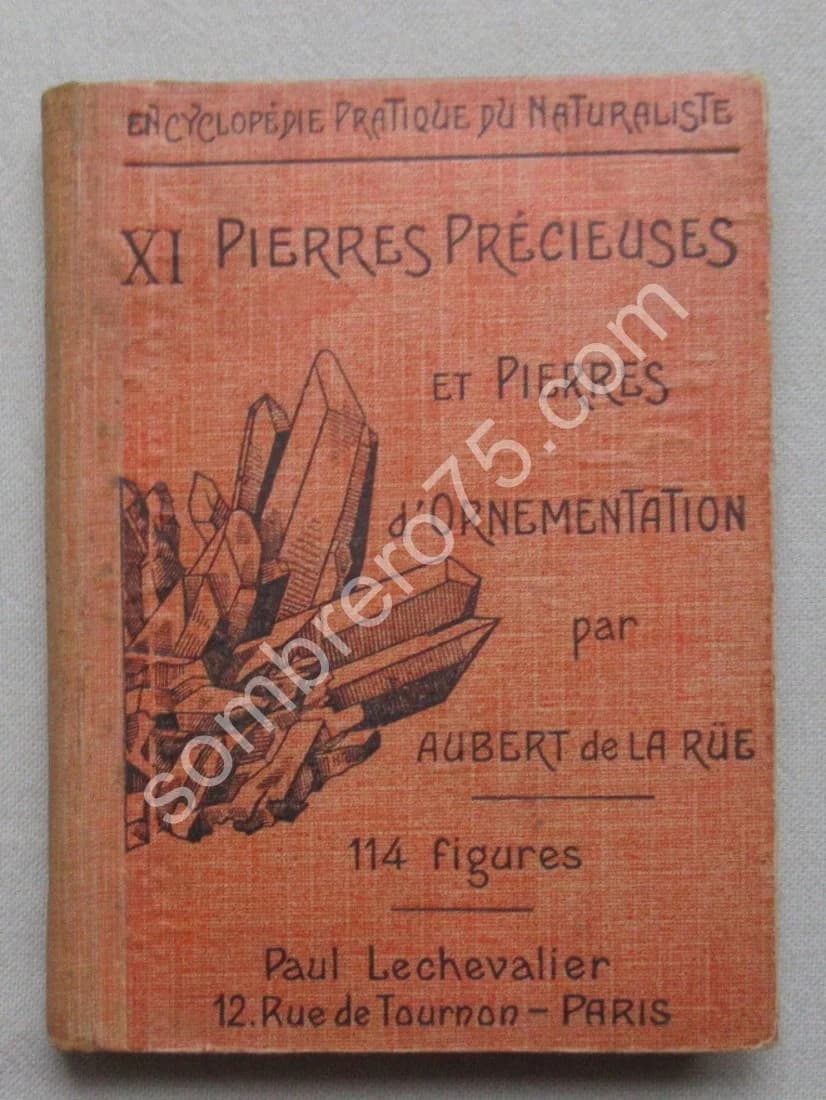 ENCYCLOPÉDIE PRATIQUE DU NATURALISTE
XI PIERRES PRÉCIEUSES
ET PIERRES
d'ORNEMENTATION
par
AUBERT de LA RÜE
114 figures
Paul Lechevalier
12. Rue de Tournon – PARIS
sombrero75.com